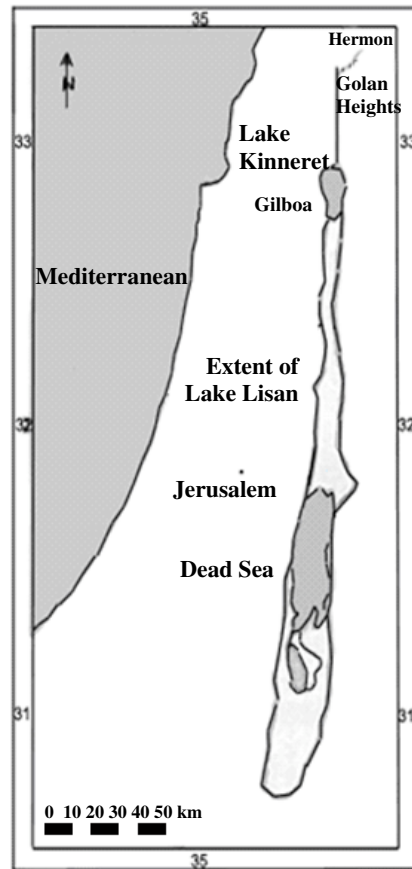 35
Hermon
N
Golan
Heights
33
33
Lake
Kinneret
Gilboa
Mediterranean
Extent of
Lake Lisan
32
32
Jerusalem
Dead Sea
31
31
0 10 20 30 40 50 km
35